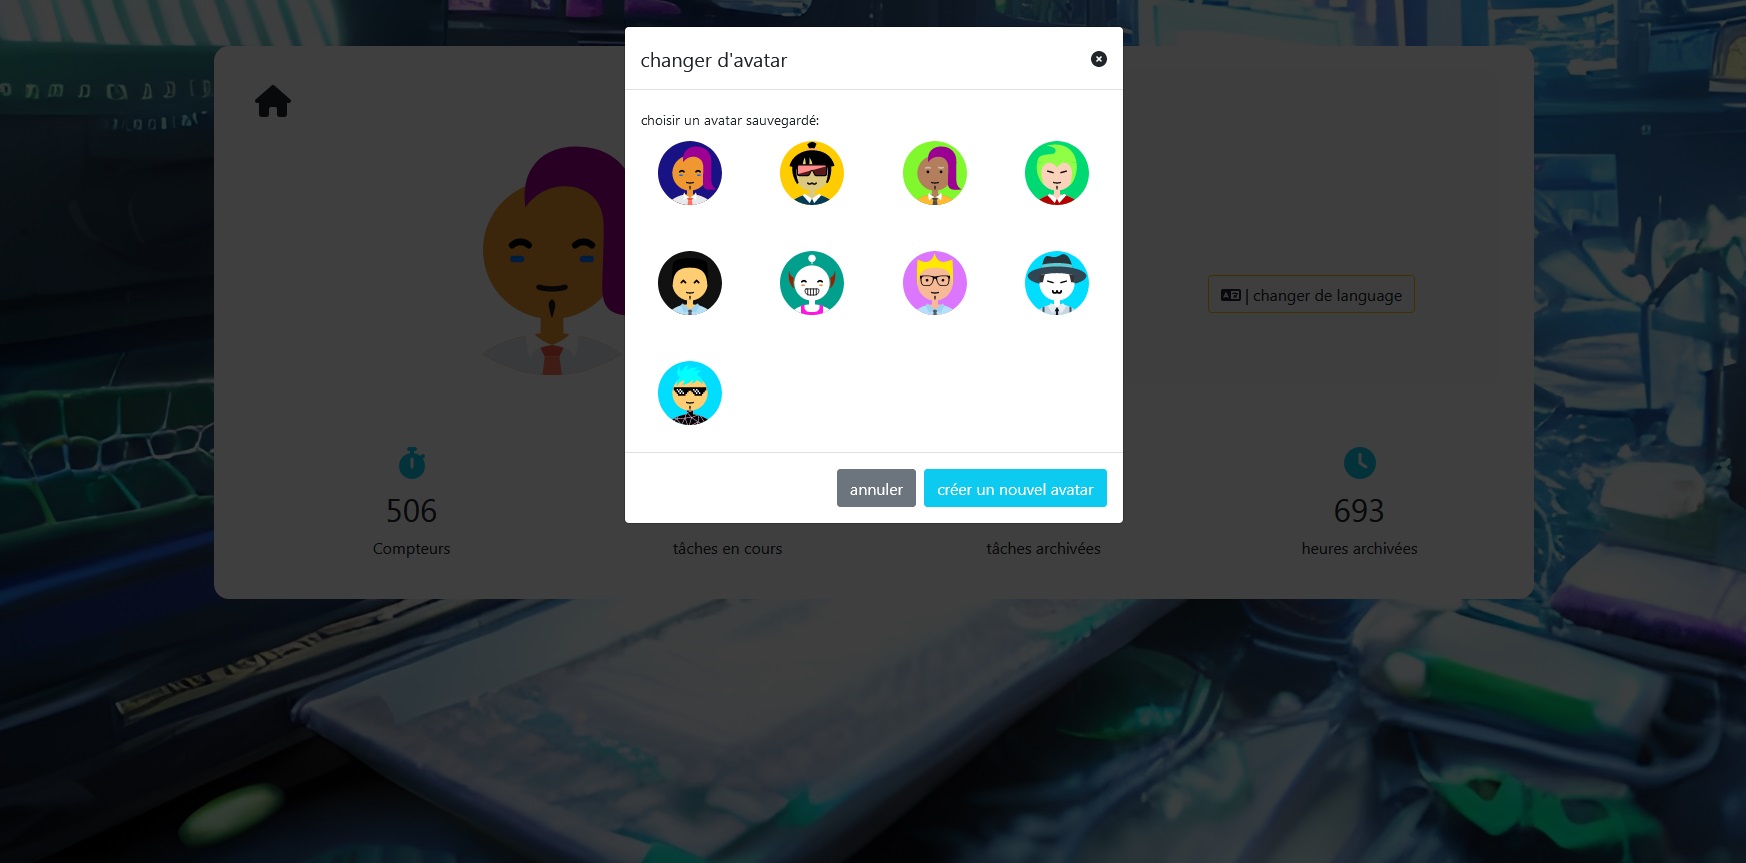 changer d'avatar
choisir un avatar sauvegardé:
| changer de language
annuler
créer un nouvel avatar
506
693
Compteurs
tâches en cours
tâches archivées
heures archivées